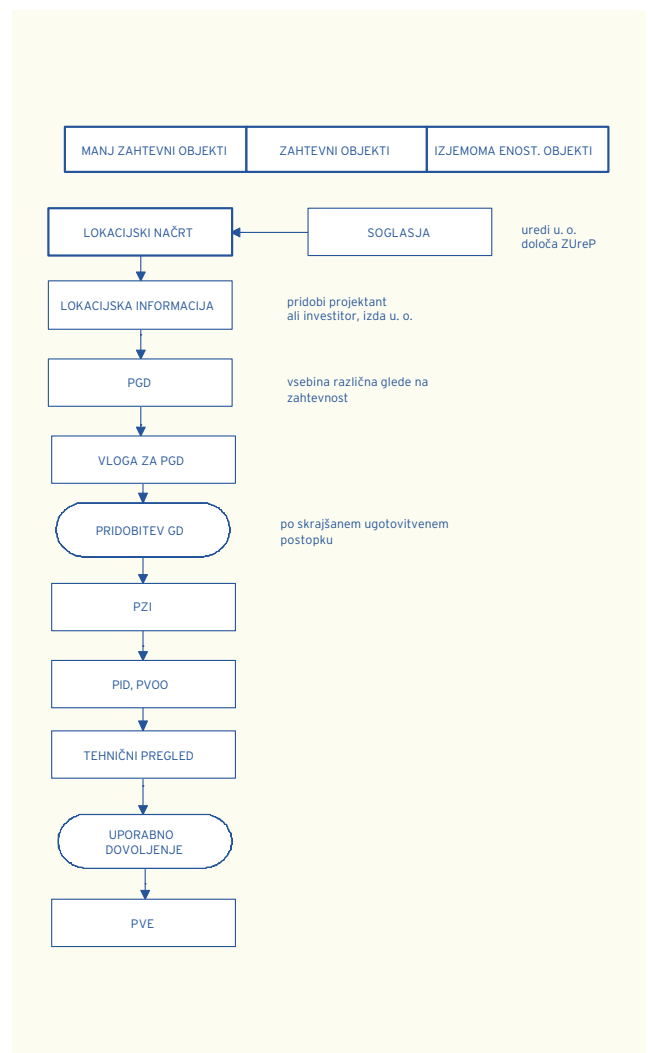 MANJ ZAHTEVNI OBJEKTI
ZAHTEVNI OBJEKTI
IZJEMOMA ENOST. OBJEKTI
LOKACIJSKI NAČRT
SOGLASJA
uredi u. o.
določa ZUreP
LOKACIJSKA INFORMACIJA
pridobi projektant
ali investitor, izda u. o.
PGD
vsebina različna glede na
zahtevnost
VLOGA ZA PGD
PRIDOBITEV GD
po skrajšanem ugotovitvenem
postopku
PZI
PID, PVOO
TEHNIČNI PREGLED
UPORABNO
DOVOLJENJE
PVE